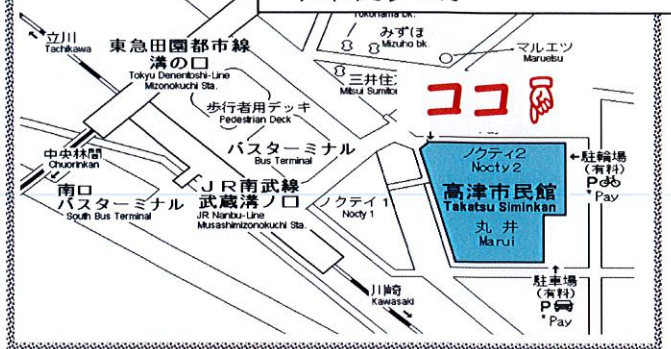 Yokohama bk.
みずほ
Mizuho bk.
マルエツ
Maruetsu
立川
Tachikawa
東急田園都市線
溝の口
Tokyu Denentoshi-Line
Mizonokuchi Sta.
三井住
Mitsui Sumito
ココ
歩行者用デッキ
Pedestrian Deck
バスターミナル
Bus Terminal
中央林間
Chuorinkan
南口
バスターミナル
South Bus Terminal
JR南武線
武蔵溝ノ口
JR Nanbu-Line
Musashimizonokuchi Sta.
ノクティ1
Nocty 1
ノクティ2
Nocty 2
高津市民館
Takatsu Siminkan
丸井
Marui
駐輪場
(有料)
P
*Pay
川崎
Kawasaki
駐車場
(有料)
P
*Pay